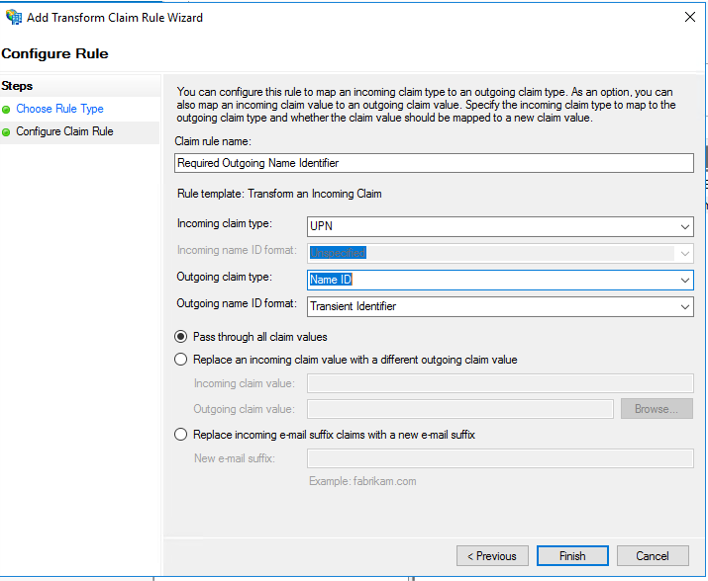 Add Transform Claim Rule Wizard
Configure Rule
Steps
Choose Rule Type
Configure Claim Rule
You can configure this rule to map an incoming claim type to an outgoing claim type. As an option, you can
also map an incoming claim value to an outgoing claim value. Specify the incoming claim type to map to the
outgoing claim type and whether the claim value should be mapped to a new claim value.
Claim rule name:
Required Outgoing Name Identifier
Rule template: Transform an Incoming Claim
Incoming claim type: UPN
Incoming name ID format: Unspecified
Outgoing claim type: Name ID
Outgoing name ID format: Transient Identifier
Pass through all claim values
Replace an incoming claim value with a different outgoing claim value
Incoming claim value:
Outgoing claim value: Browse...
Replace incoming e-mail suffix claims with a new e-mail suffix
New e-mail suffix:
Example: fabrikam.com
< Previous Finish Cancel